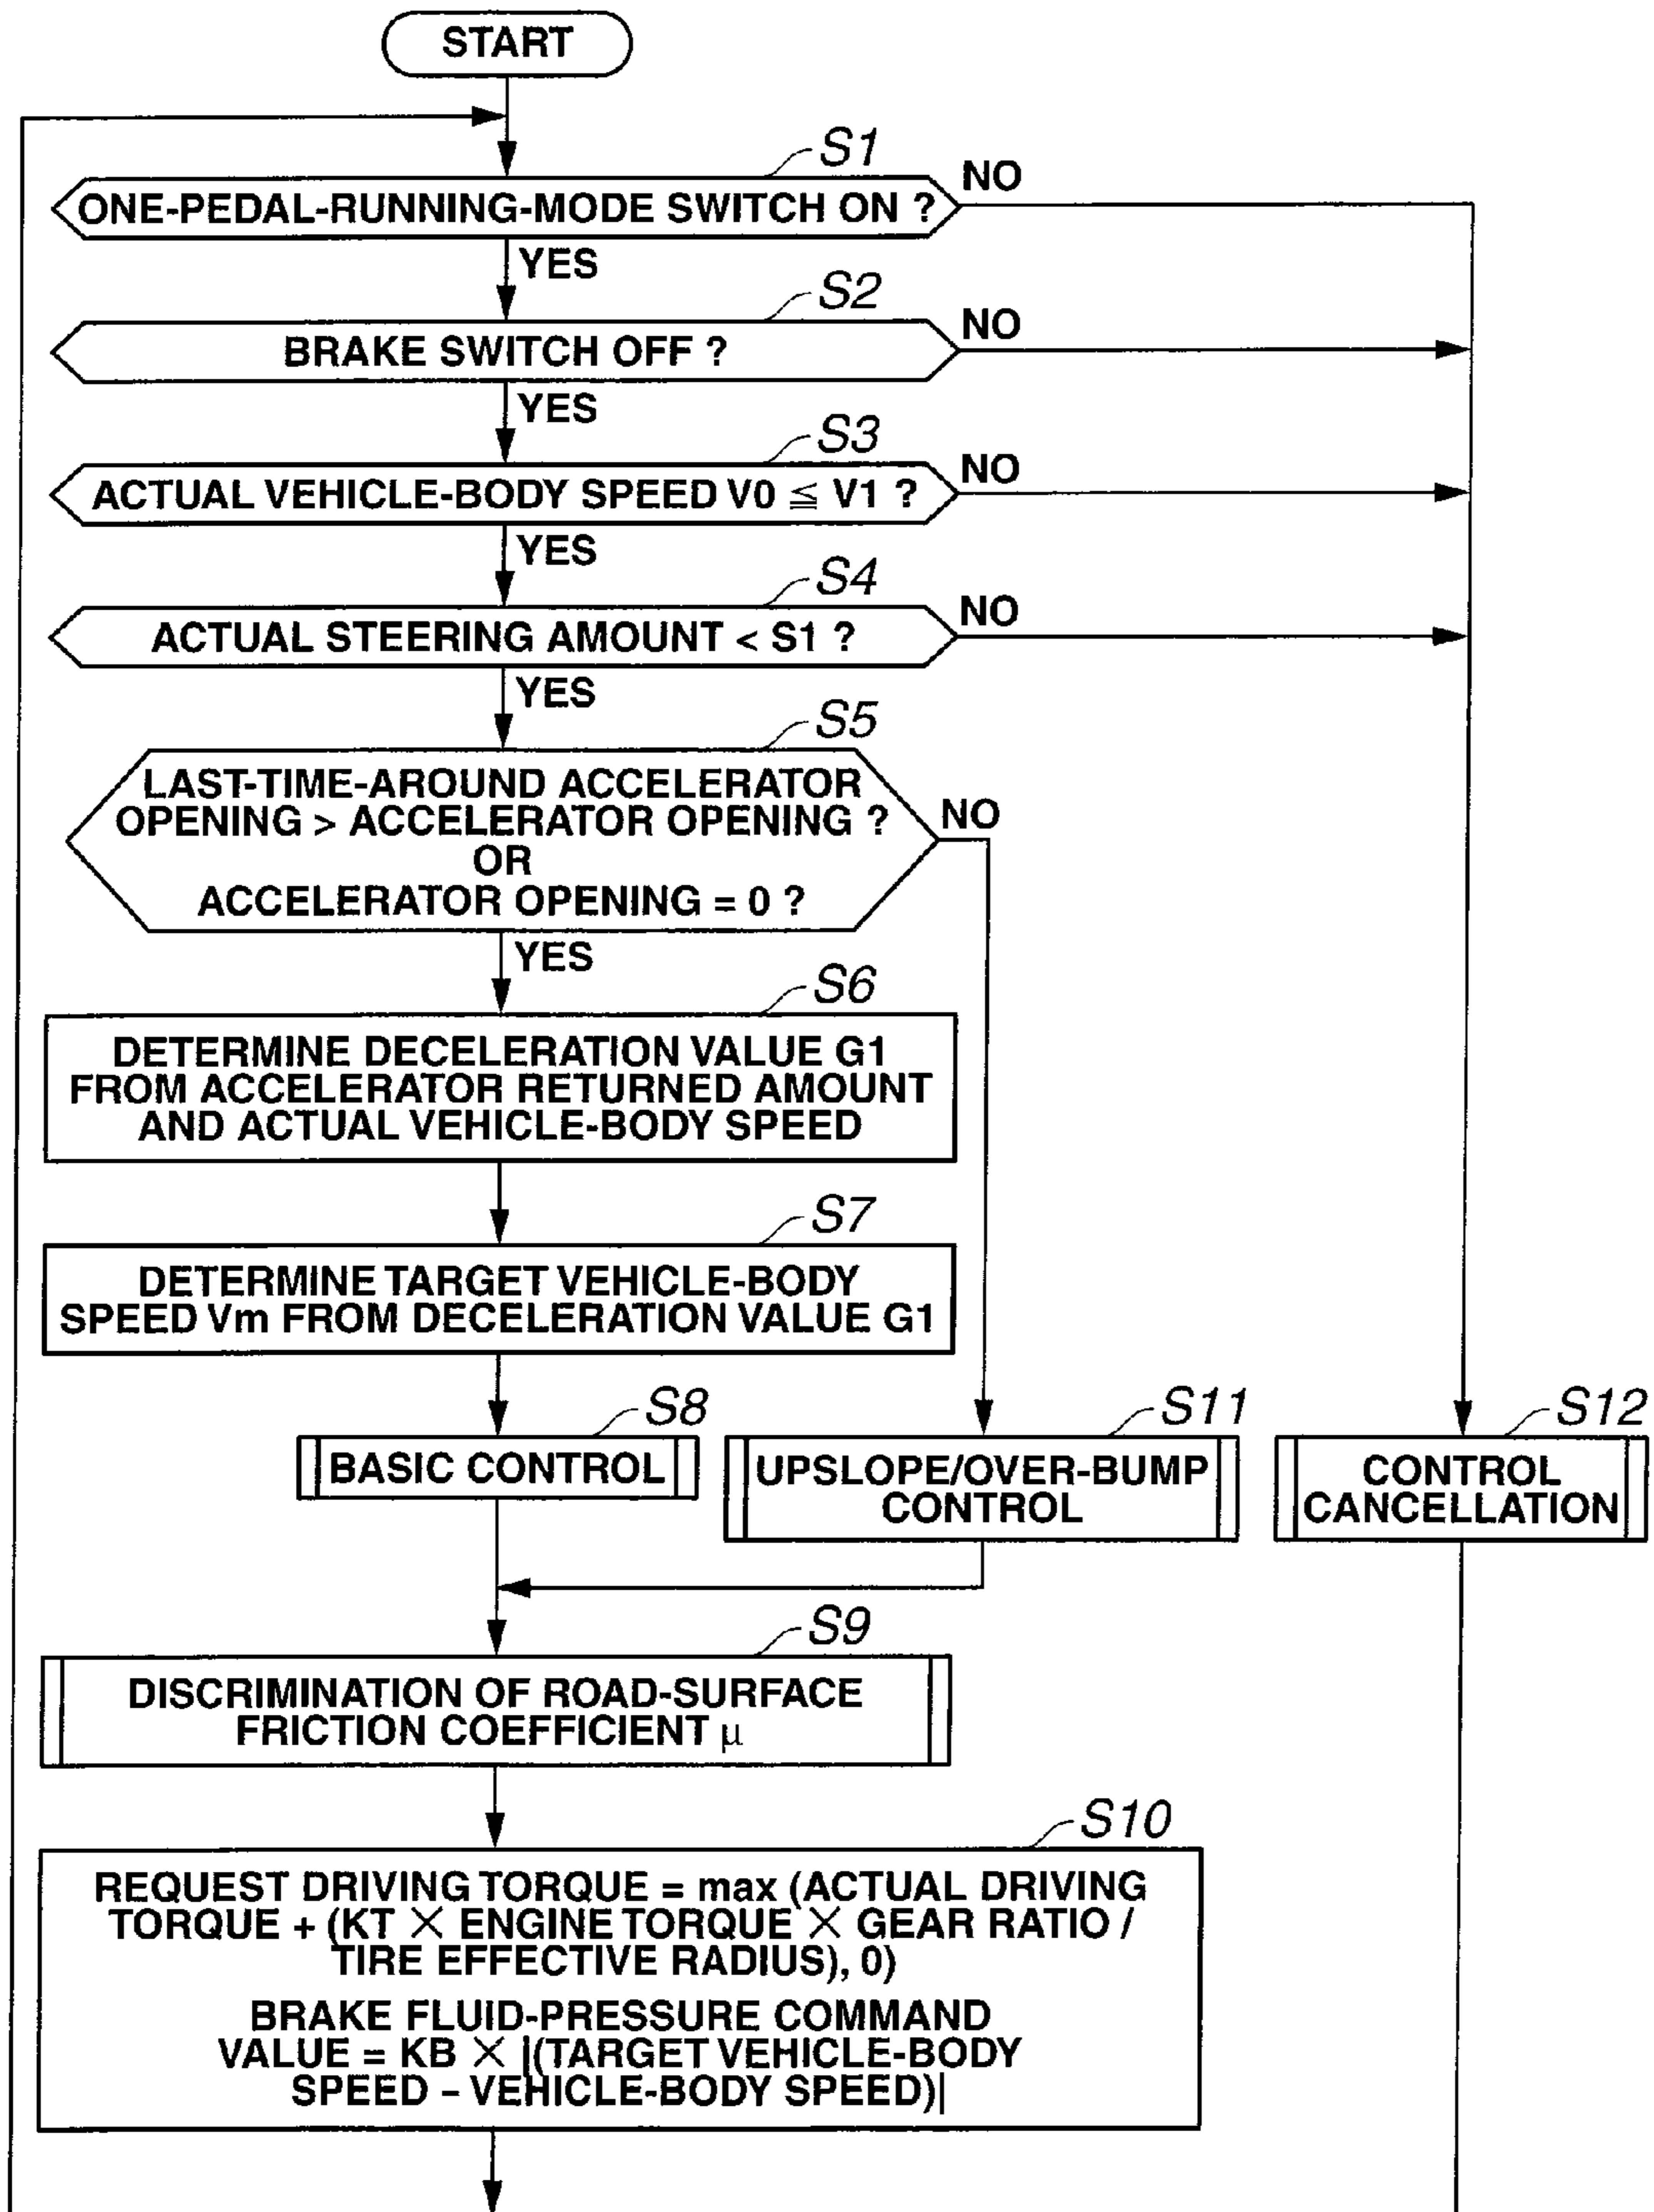 START
S1
ONE-PEDAL-RUNNING-MODE SWITCH ON ?
NO
YES
S2
BRAKE SWITCH OFF ?
NO
YES
S3
ACTUAL VEHICLE-BODY SPEED V0 ≦ V1 ?
NO
YES
S4
ACTUAL STEERING AMOUNT < S1 ?
NO
YES
S5
LAST-TIME-AROUND ACCELERATOR
OPENING > ACCELERATOR OPENING ?
OR
ACCELERATOR OPENING = 0 ?
NO
YES
S6
DETERMINE DECELERATION VALUE G1
FROM ACCELERATOR RETURNED AMOUNT
AND ACTUAL VEHICLE-BODY SPEED
S7
DETERMINE TARGET VEHICLE-BODY
SPEED Vm FROM DECELERATION VALUE G1
S8
BASIC CONTROL
S11
UPSLOPE/OVER-BUMP
CONTROL
S12
CONTROL
CANCELLATION
S9
DISCRIMINATION OF ROAD-SURFACE
FRICTION COEFFICIENT μ
S10
REQUEST DRIVING TORQUE = max (ACTUAL DRIVING
TORQUE + (KT × ENGINE TORQUE × GEAR RATIO /
TIRE EFFECTIVE RADIUS), 0)
BRAKE FLUID-PRESSURE COMMAND
VALUE = KB × |(TARGET VEHICLE-BODY
SPEED – VEHICLE-BODY SPEED)|